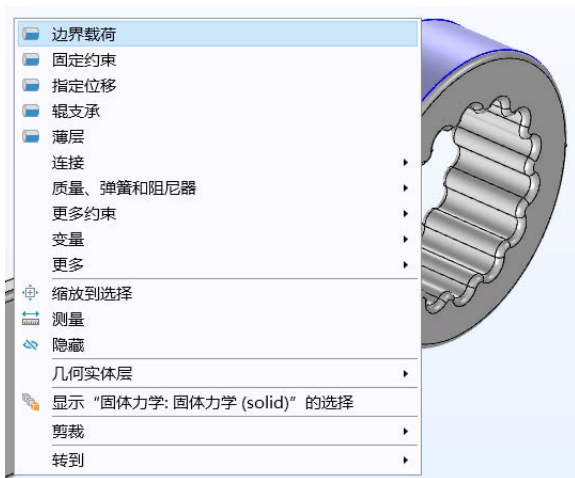 边界载荷
固定约束
指定位移
辊支承
薄层
连接
质量、弹簧和阻尼器
更多约束
变量
更多
缩放到选择
测量
隐藏
几何实体层
显示“固体力学: 固体力学 (solid)”的选择
剪裁
转到